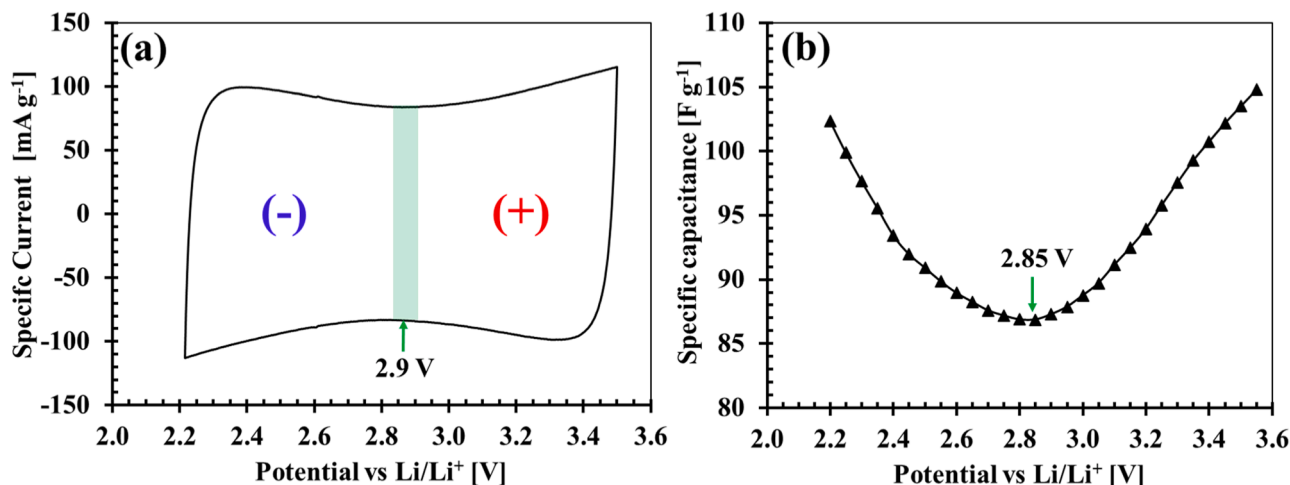 (a)
Specifc Current [mA g⁻¹]
150
100
50
0
-50
-100
-150
(-)
(+)
2.9 V
2.0 2.2 2.4 2.6 2.8 3.0 3.2 3.4 3.6
Potential vs Li/Li⁺ [V]
(b)
Specific capacitance [F g⁻¹]
110
105
100
95
90
85
80
2.85 V
2.0 2.2 2.4 2.6 2.8 3.0 3.2 3.4 3.6
Potential vs Li/Li⁺ [V]